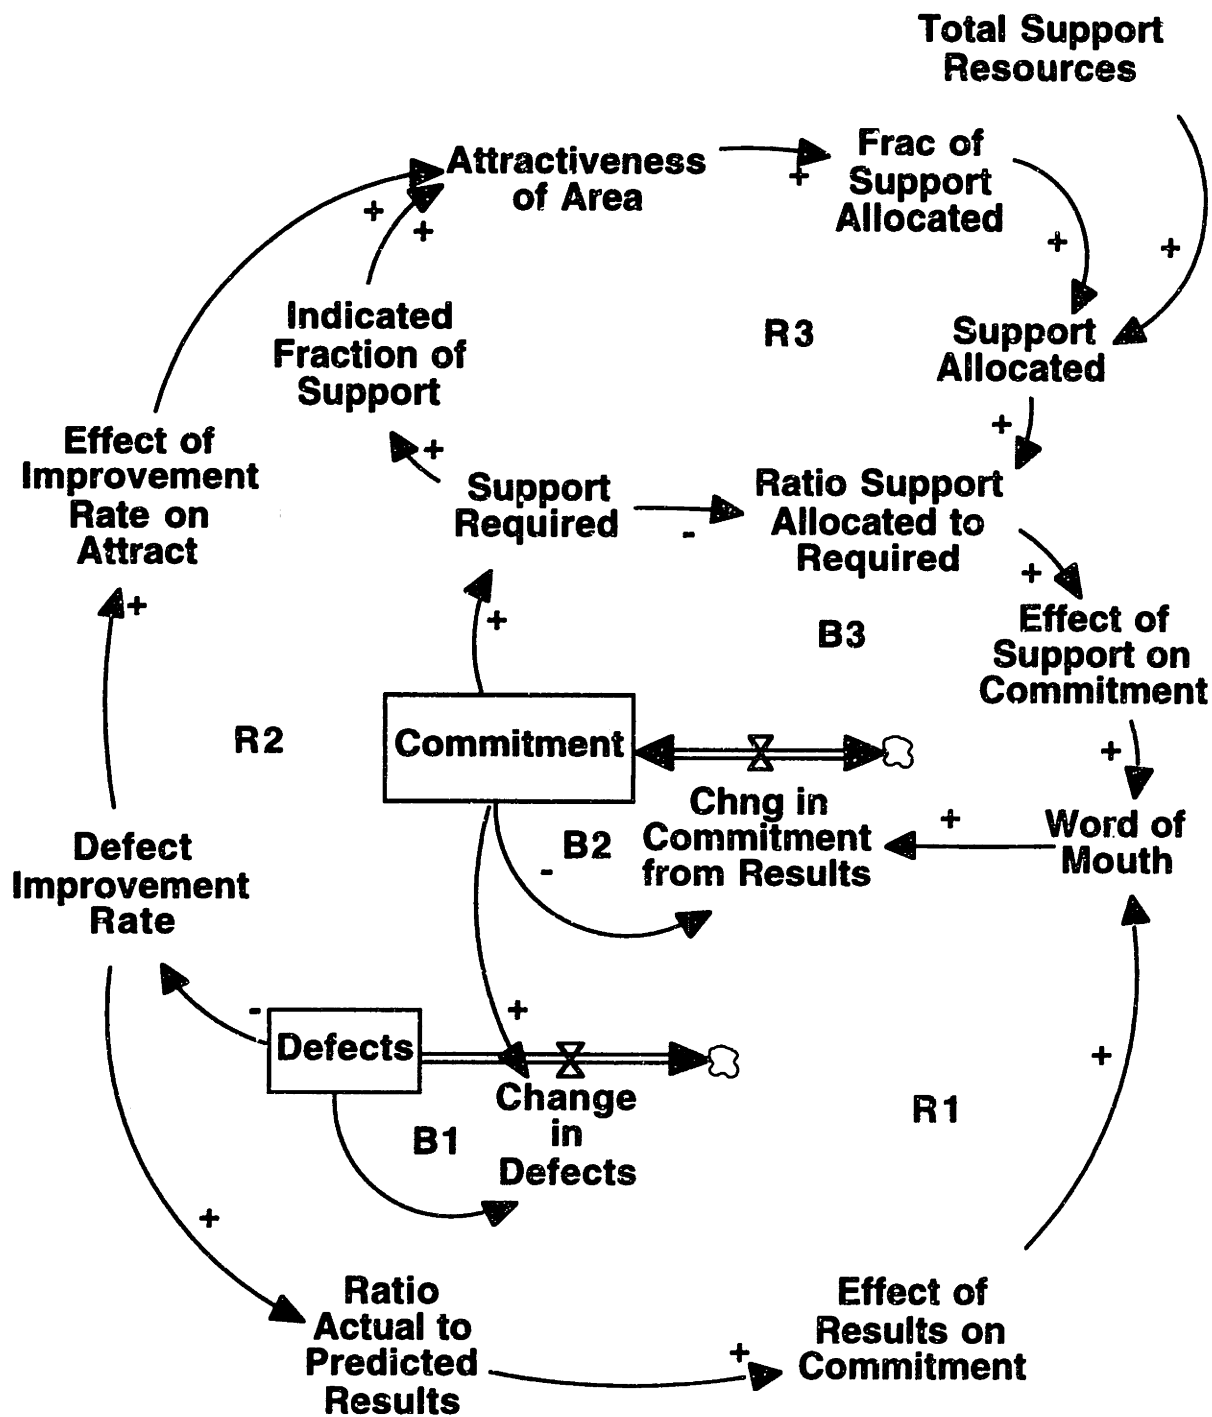 Total Support
Resources
Attractiveness
of Area
+
Frac of
Support
Allocated
+
+
+
+
Indicated
Fraction of
Support
R3
Support
Allocated
Effect of
Improvement
Rate on
Attract
+
+
Support
Required
-
Ratio Support
Allocated to
Required
+
+
+
Effect of
Support on
Commitment
B3
R2
Commitment
+
Chng in
Commitment
from Results
+
Word of
Mouth
B2
-
Defect
Improvement
Rate
-
Defects
+
Change
in
Defects
B1
R1
+
+
Ratio
Actual to
Predicted
Results
+
Effect of
Results on
Commitment